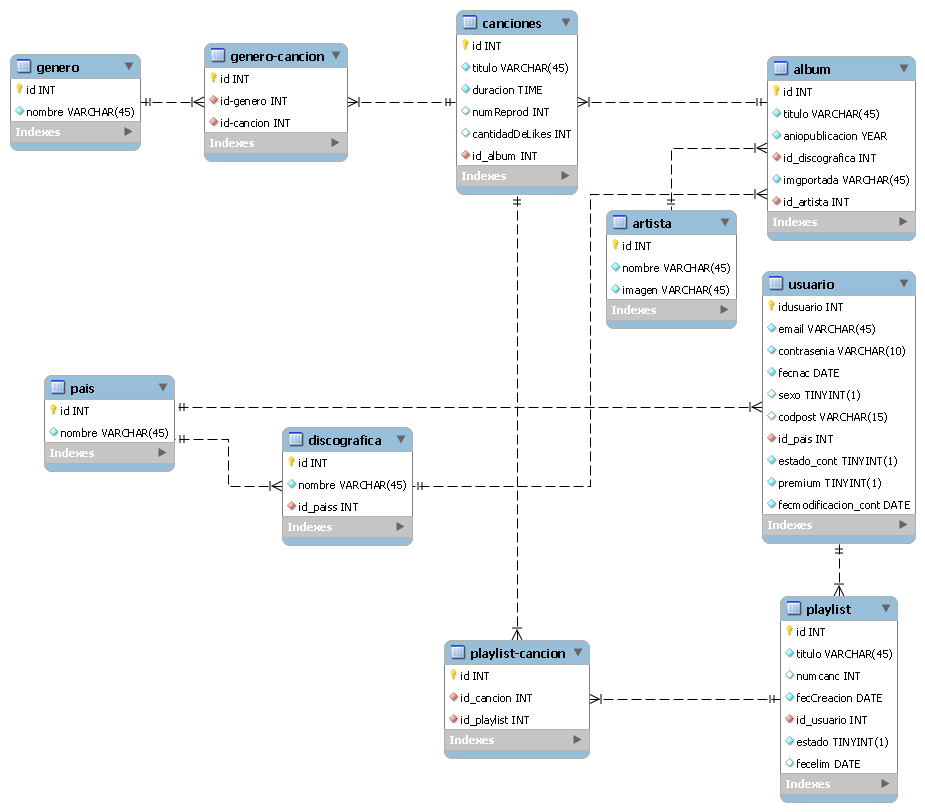 genero
id INT
nombre VARCHAR(45)
Indexes
genero-cancion
id INT
id-genero INT
id-cancion INT
Indexes
canciones
id INT
titulo VARCHAR(45)
duracion TIME
numReprod INT
cantidadDeLikes INT
id_album INT
Indexes
album
id INT
titulo VARCHAR(45)
aniopublicacion YEAR
id_discografica INT
imgportada VARCHAR(45)
id_artista INT
Indexes
artista
id INT
nombre VARCHAR(45)
imagen VARCHAR(45)
Indexes
usuario
idusuario INT
email VARCHAR(45)
contrasenia VARCHAR(10)
fecnac DATE
sexo TINYINT(1)
codpost VARCHAR(15)
id_pais INT
estado_cont TINYINT(1)
premium TINYINT(1)
fecmodificacion_cont DATE
Indexes
pais
id INT
nombre VARCHAR(45)
Indexes
discografica
id INT
nombre VARCHAR(45)
id_paiss INT
Indexes
playlist-cancion
id INT
id_cancion INT
id_playlist INT
Indexes
playlist
id INT
titulo VARCHAR(45)
numcanc INT
fecCreacion DATE
id_usuario INT
estado TINYINT(1)
fecelim DATE
Indexes